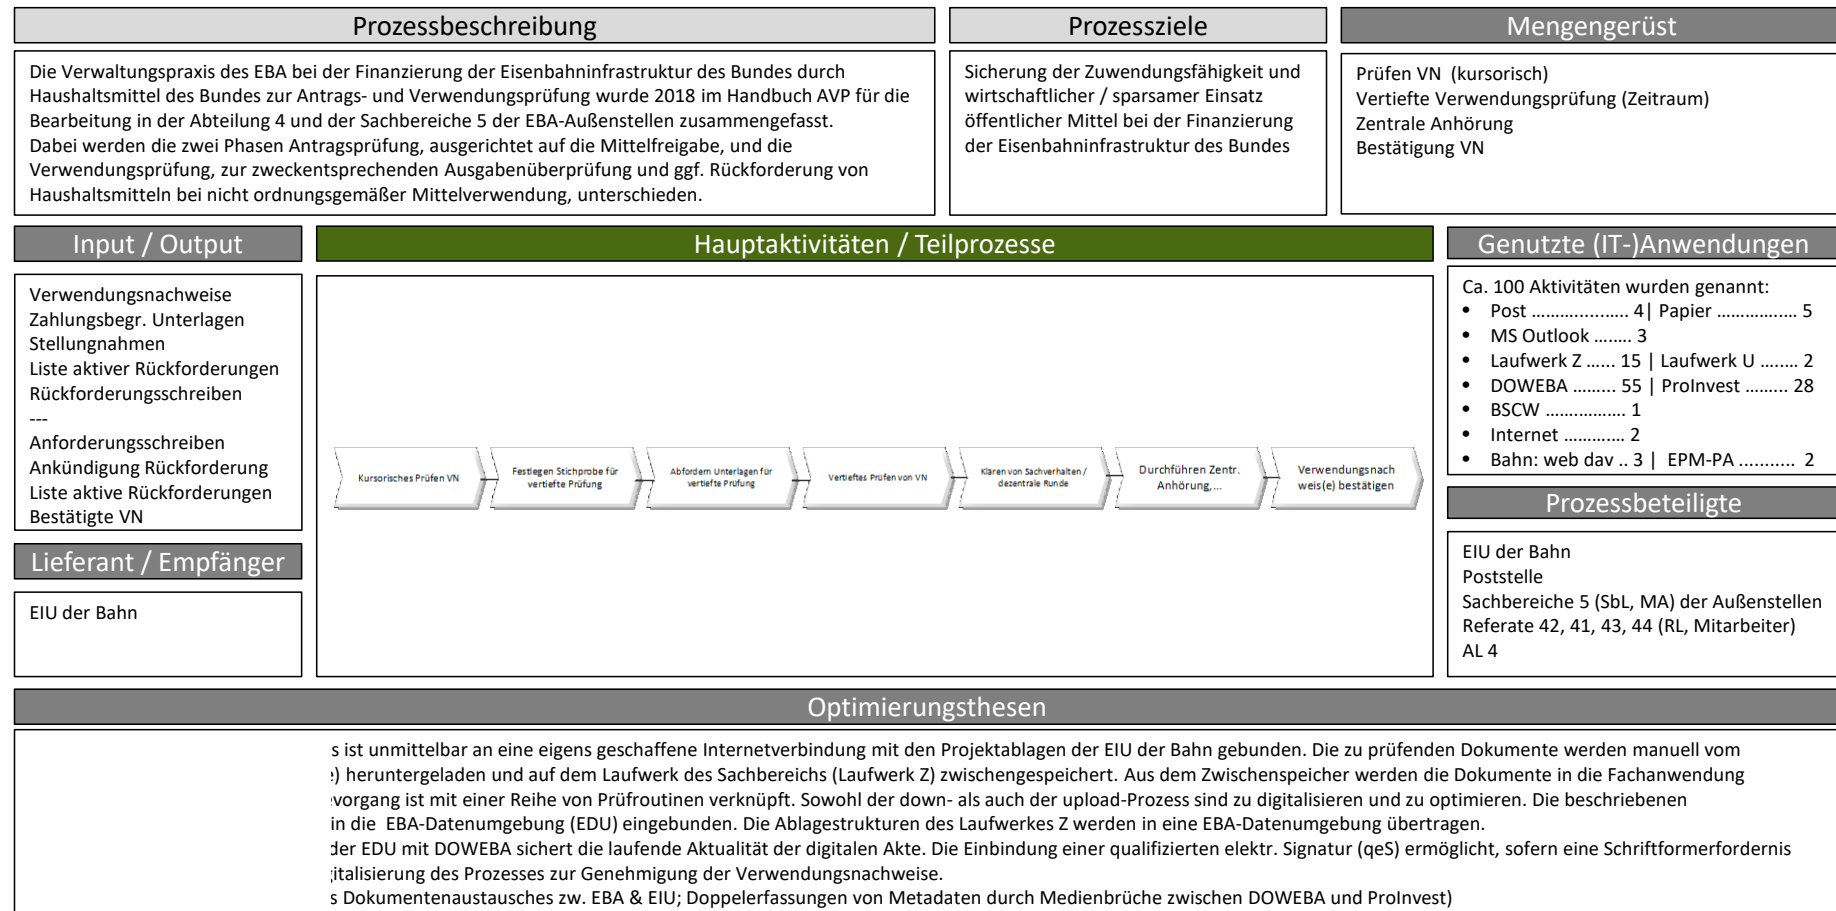 Prozessbeschreibung
Die Verwaltungspraxis des EBA bei der Finanzierung der Eisenbahninfrastruktur des Bundes durch
Haushaltsmittel des Bundes zur Antrags- und Verwendungsprüfung wurde 2018 im Handbuch AVP für die
Bearbeitung in der Abteilung 4 und der Sachbereiche 5 der EBA-Außenstellen zusammengefasst.
Dabei werden die zwei Phasen Antragsprüfung, ausgerichtet auf die Mittelfreigabe, und die
Verwendungsprüfung, zur zweckentsprechenden Ausgabenüberprüfung und ggf. Rückforderung von
Haushaltsmitteln bei nicht ordnungsgemäßer Mittelverwendung, unterschieden.
Prozessziele
Sicherung der Zuwendungsfähigkeit und
wirtschaftlicher / sparsamer Einsatz
öffentlicher Mittel bei der Finanzierung
der Eisenbahninfrastruktur des Bundes
Mengengerüst
Prüfen VN (kursorisch)
Vertiefte Verwendungsprüfung (Zeitraum)
Zentrale Anhörung
Bestätigung VN
Input / Output
Verwendungsnachweise
Zahlungsbegr. Unterlagen
Stellungnahmen
Liste aktiver Rückforderungen
Rückforderungsschreiben
---
Anforderungsschreiben
Ankündigung Rückforderung
Liste aktive Rückforderungen
Bestätigte VN
Lieferant / Empfänger
EIU der Bahn
Hauptaktivitäten / Teilprozesse
Kursorisches Prüfen VN
Festlegen Stichprobe für
vertiefte Prüfung
Abfordern Unterlagen für
vertiefte Prüfung
Vertieftes Prüfen von VN
Klären von Sachverhalten /
dezentrale Runde
Durchführen Zentr.
Anhörung,...
Verwendungsnach
weis(e) bestätigen
Genutzte (IT-)Anwendungen
Ca. 100 Aktivitäten wurden genannt:
• Post .................... 4| Papier ................ 5
• MS Outlook ........ 3
• Laufwerk Z ...... 15 | Laufwerk U ........ 2
• DOWEBA ......... 55 | ProInvest ......... 28
• BSCW ................ 1
• Internet ............ 2
• Bahn: web dav .. 3 | EPM-PA ........... 2
Prozessbeteiligte
EIU der Bahn
Poststelle
Sachbereiche 5 (SbL, MA) der Außenstellen
Referate 42, 41, 43, 44 (RL, Mitarbeiter)
AL 4
Optimierungsthesen
s ist unmittelbar an eine eigens geschaffene Internetverbindung mit den Projektablagen der EIU der Bahn gebunden. Die zu prüfenden Dokumente werden manuell vom
) heruntergeladen und auf dem Laufwerk des Sachbereichs (Laufwerk Z) zwischengespeichert. Aus dem Zwischenspeicher werden die Dokumente in die Fachanwendung
evorgang ist mit einer Reihe von Prüfroutinen verknüpft. Sowohl der down- als auch der upload-Prozess sind zu digitalisieren und zu optimieren. Die beschriebenen
in die EBA-Datenumgebung (EDU) eingebunden. Die Ablagestrukturen des Laufwerkes Z werden in eine EBA-Datenumgebung übertragen.
der EDU mit DOWEBA sichert die laufende Aktualität der digitalen Akte. Die Einbindung einer qualifizierten elektr. Signatur (qeS) ermöglicht, sofern eine Schriftformerfordernis
gitalisierung des Prozesses zur Genehmigung der Verwendungsnachweise.
s Dokumentenaustausches zw. EBA & EIU; Doppelerfassungen von Metadaten durch Medienbrüche zwischen DOWEBA und ProInvest)